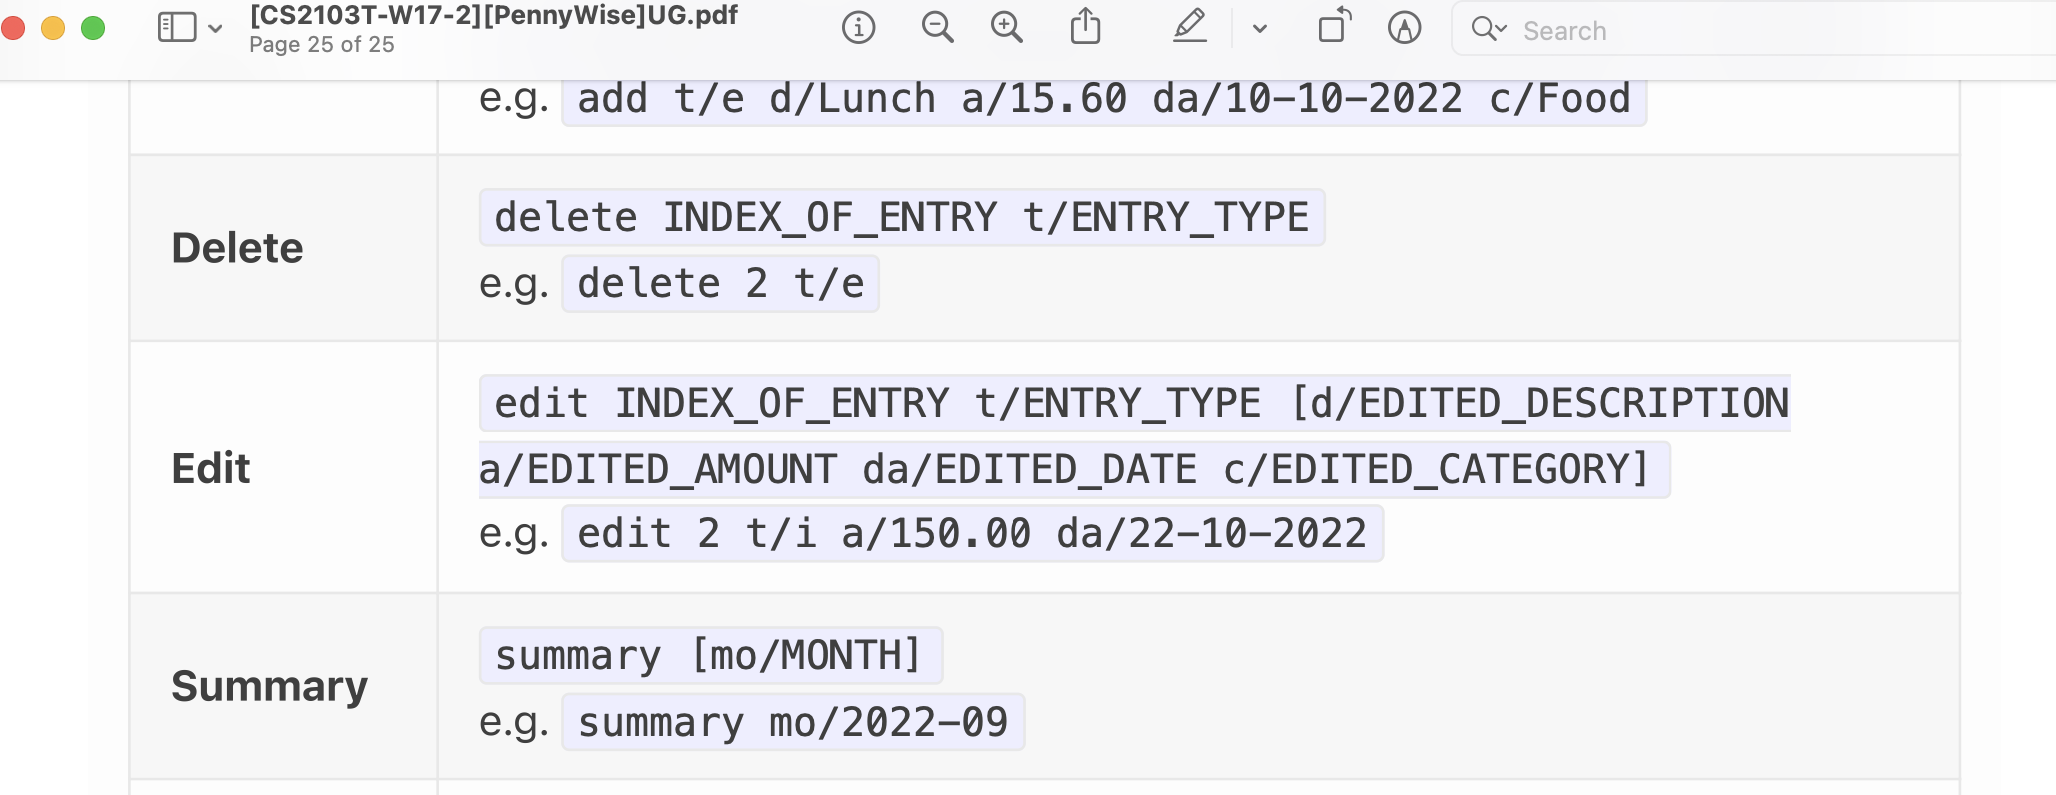 [CS2103T-W17-2][PennyWise]UG.pdf
Page 25 of 25
Search
e.g. add t/e d/Lunch a/15.60 da/10-10-2022 c/Food
Delete
delete INDEX_OF_ENTRY t/ENTRY_TYPE
e.g. delete 2 t/e
Edit
edit INDEX_OF_ENTRY t/ENTRY_TYPE [d/EDITED_DESCRIPTION
a/EDITED_AMOUNT da/EDITED_DATE c/EDITED_CATEGORY]
e.g. edit 2 t/i a/150.00 da/22-10-2022
Summary
summary [mo/MONTH]
e.g. summary mo/2022-09